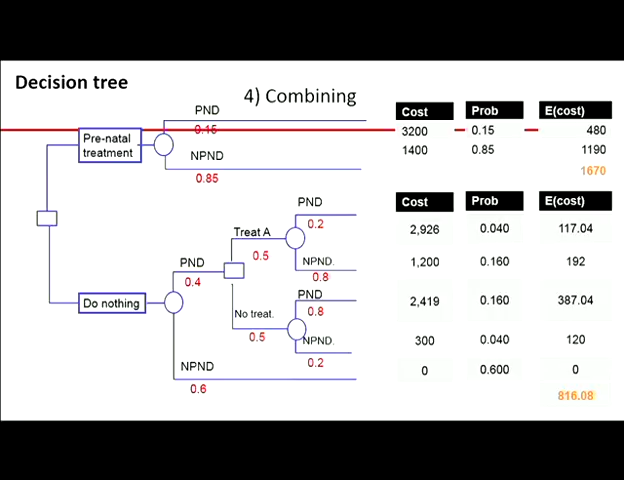 Decision tree
4) Combining
PND
0.15
Pre-natal
treatment
NPND
0.85
Cost Prob E(cost)
3200 0.15 480
1400 0.85 1190
1670
Cost Prob E(cost)
2,926 0.040 117.04
1,200 0.160 192
2,419 0.160 387.04
300 0.040 120
0 0.600 0
816.08
PND
0.2
Treat A
0.5
NPND.
0.8
PND
0.4
Do nothing
PND
0.8
No treat.
0.5
NPND.
0.2
NPND
0.6